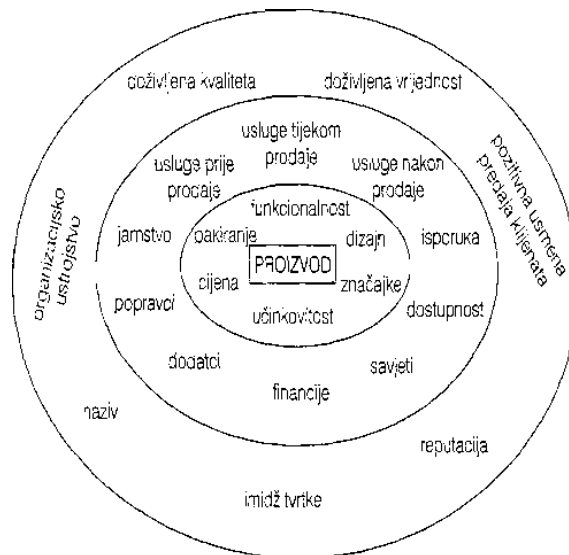 doživljena kvaliteta
doživljena vrijednost
usluge tijekom
prodaje
usluge prije
prodaje
usluge nakon
prodaje
pozitivna usmena
predaja klijenata
organizacijsko
ustrojstvo
funkcionalnost
jamstvo
pakiranje
dizajn
isporuka
PROIZVOD
cijena
značajke
popravci
učinkovitost
dostupnost
dodatci
savjeti
financije
naziv
reputacija
imidž tvrtke